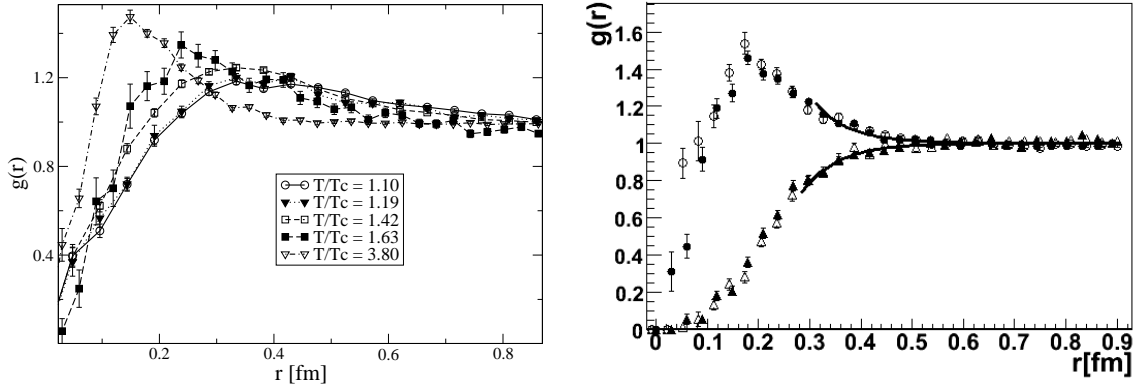 g(r)
1.2
0.8
0.4
0.2
0.4
0.6
0.8
r [fm]
T/Tc = 1.10
T/Tc = 1.19
T/Tc = 1.42
T/Tc = 1.63
T/Tc = 3.80
g(r)
1.6
1.4
1.2
1.0
0.8
0.6
0.4
0.2
0
0 0.1 0.2 0.3 0.4 0.5 0.6 0.7 0.8 0.9
r[fm]